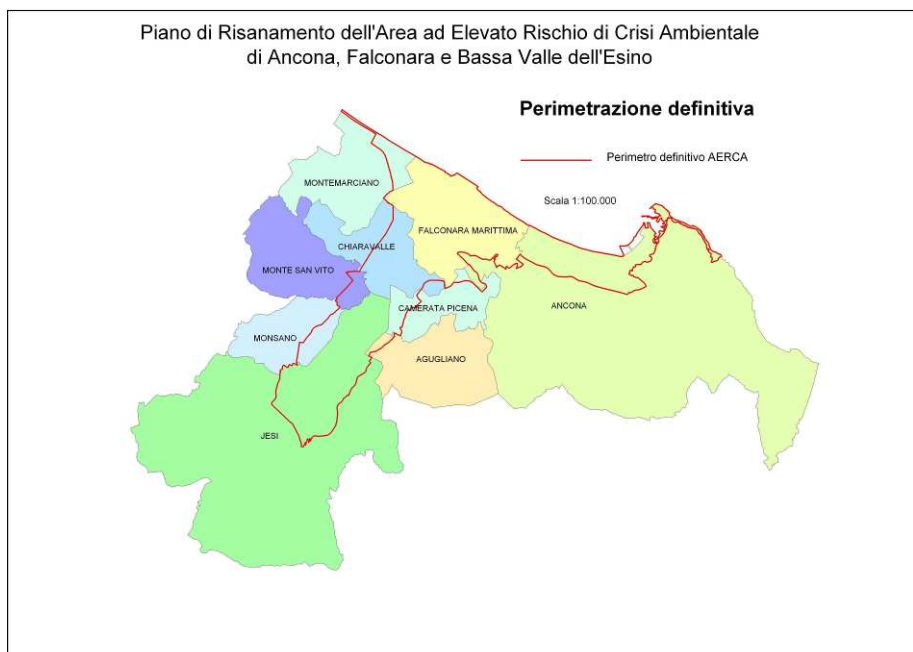 Piano di Risanamento dell'Area ad Elevato Rischio di Crisi Ambientale
di Ancona, Falconara e Bassa Valle dell'Esino
Perimetrazione definitiva
Perimetro definitivo AERCA
Scala 1:100.000
MONTEMARCIANO
FALCONARA MARITTIMA
CHIARAVALLE
MONTE SAN VITO
ANCONA
CAMERATA PICENA
MONSANO
AGUGLIANO
JESI